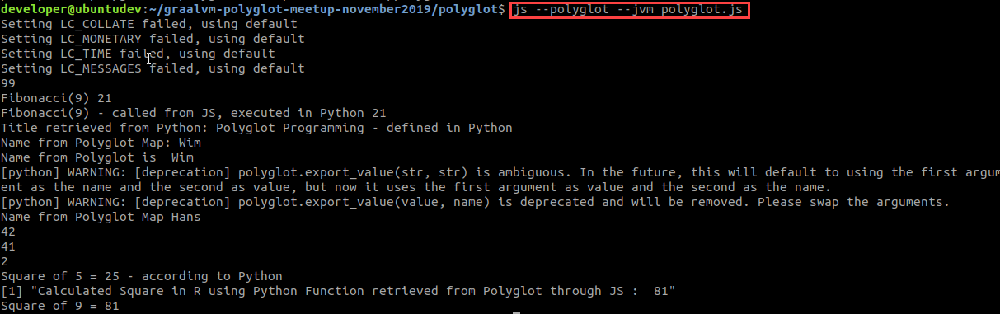 developer@ubuntudev:~/graalvm-polyglot-meetup-november2019/polyglot$ js --polyglot --jvm polyglot.js
Setting LC_COLLATE failed, using default
Setting LC_MONETARY failed, using default
Setting LC_TIME failed, using default
Setting LC_MESSAGES failed, using default
99
Fibonacci(9) 21
Fibonacci(9) - called from JS, executed in Python 21
Title retrieved from Python: Polyglot Programming - defined in Python
Name from Polyglot Map: Wim
Name from Polyglot is  Wim
[python] WARNING: [deprecation] polyglot.export_value(str, str) is ambiguous. In the future, this will default to using the first argum
ent as the name and the second as value, but now it uses the first argument as value and the second as the name.
[python] WARNING: [deprecation] polyglot.export_value(value, name) is deprecated and will be removed. Please swap the arguments.
Name from Polyglot Map Hans
42
41
2
Square of 5 = 25 - according to Python
[1] "Calculated Square in R using Python Function retrieved from Polyglot through JS :  81"
Square of 9 = 81